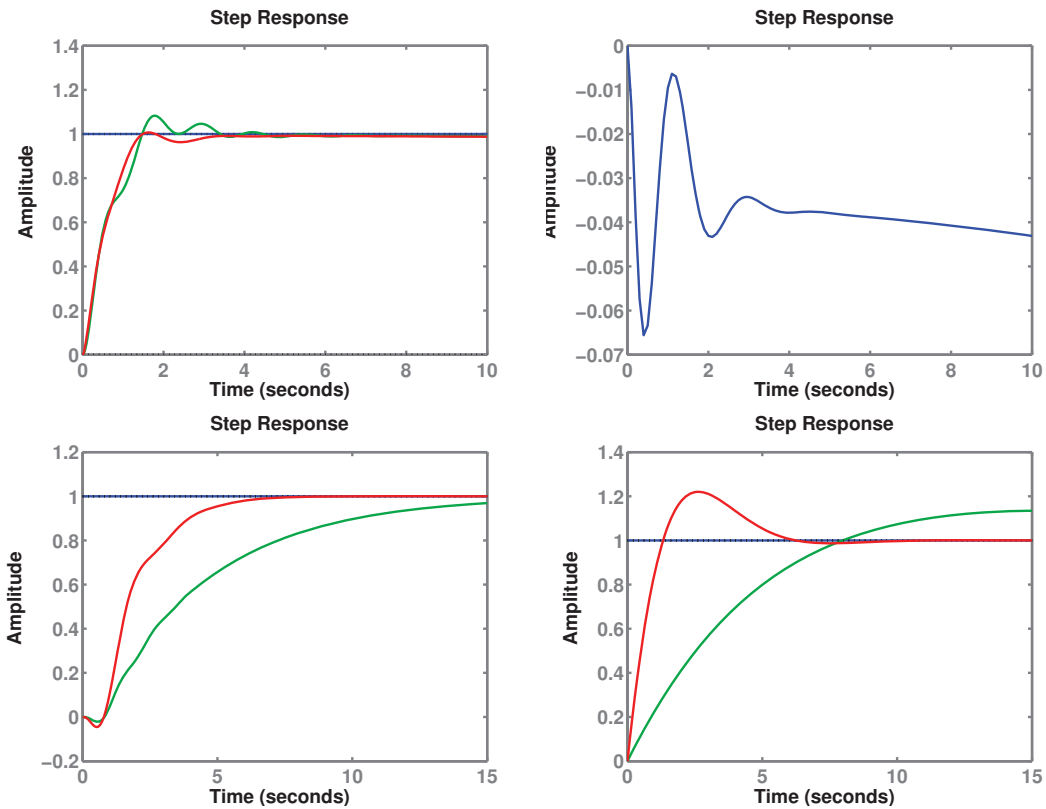 Step Response
1.4
1.2
1
0.8
0.6
0.4
0.2
0
Amplitude
0 2 4 6 8 10
Time (seconds)
Step Response
0
−0.01
−0.02
−0.03
−0.04
−0.05
−0.06
−0.07
Amplitude
0 2 4 6 8 10
Time (seconds)
Step Response
1.2
1
0.8
0.6
0.4
0.2
0
−0.2
Amplitude
0 5 10 15
Time (seconds)
Step Response
1.4
1.2
1
0.8
0.6
0.4
0.2
0
Amplitude
0 5 10 15
Time (seconds)